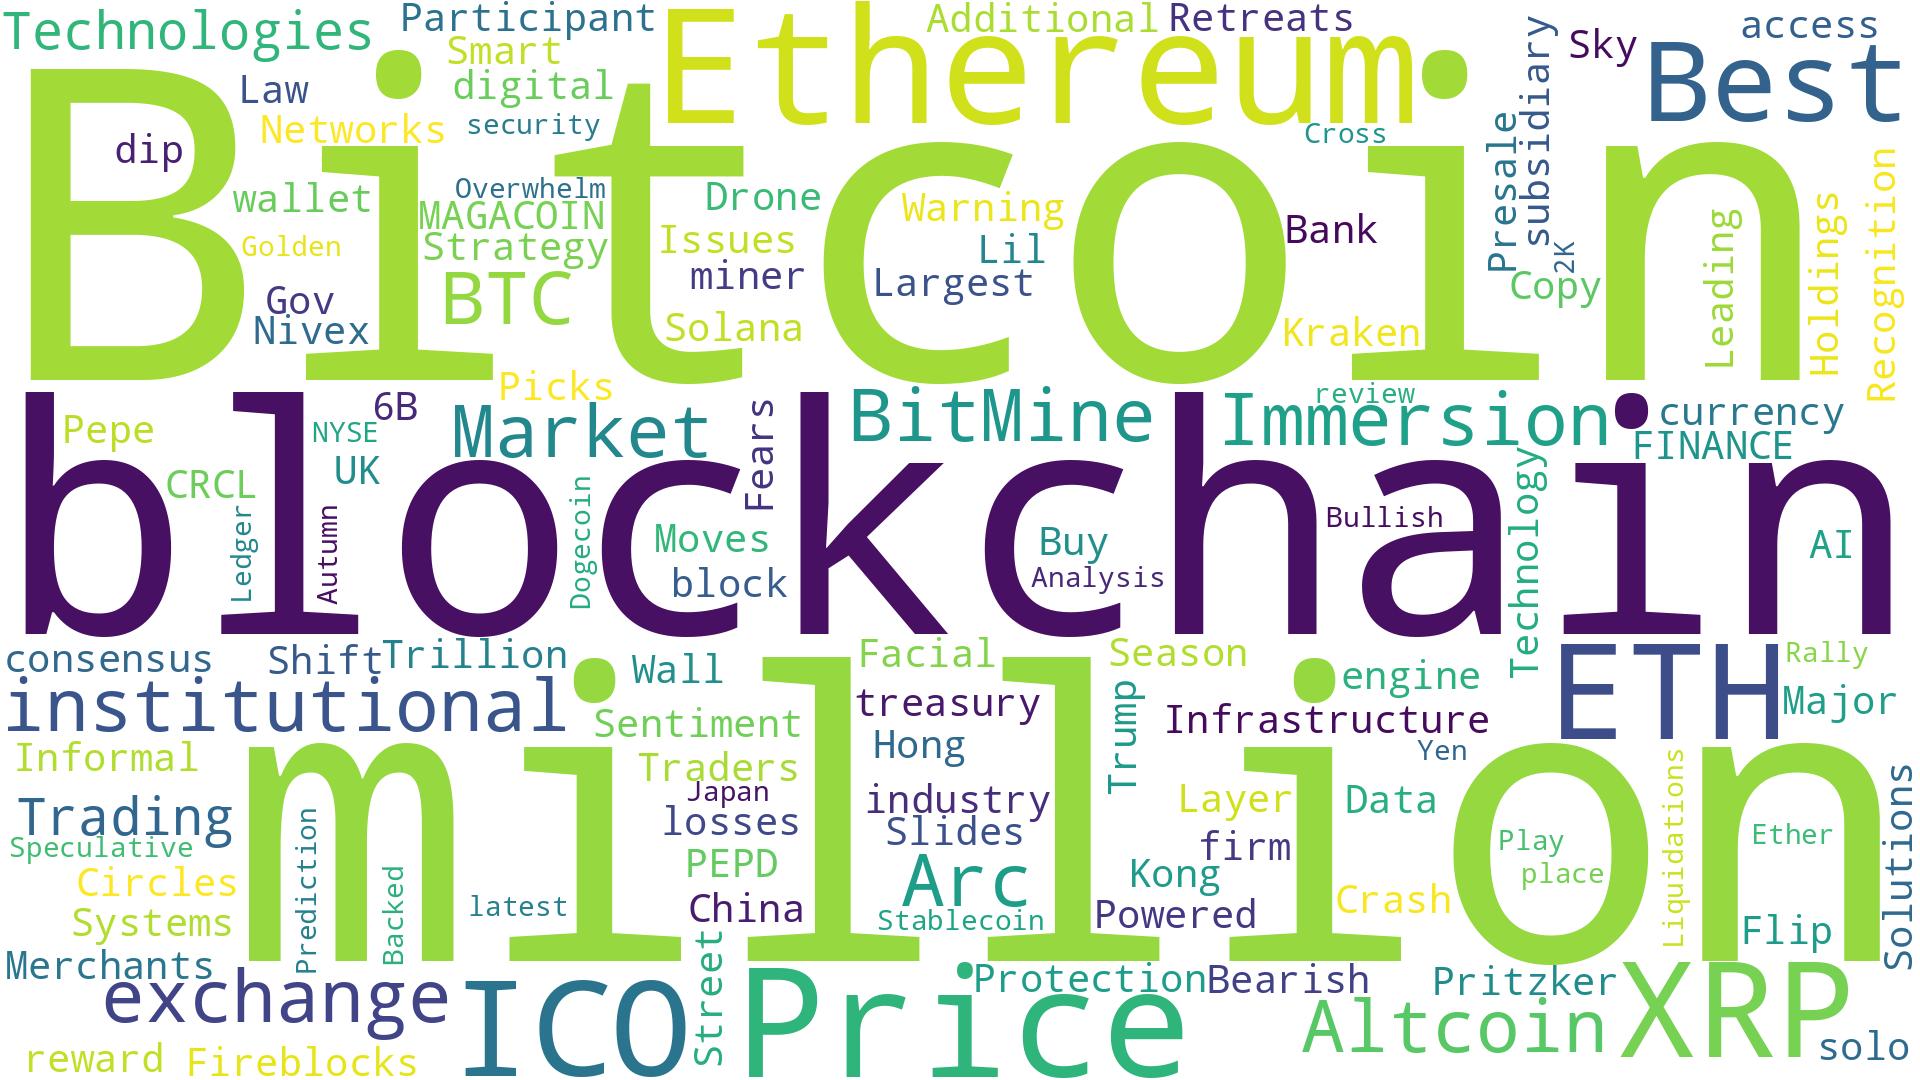 Technologies
Participant
Ethereum
Additional
Retreats
Sky
access
Best
Smart
Law
digital
Networks
security
dip
Bitcoin
wallet
Overwhelm
MAGACOIN
Golden
Strategy
Gov
Nivex
BTC
Drone
Issues
miner
Solana
Warning
Lil
Largest
Cross
Bank
Kraken
Presale
subsidiary
2K
Copy
Leading
Holdings
Recognition
Picks
6B
Pepe
NYSE
UK
CRCL
Market
Fears
BitMine
review
Immersion
currency
FINANCE
blockchain
Ledger
Autumn
Dogecoin
Moves
block
Buy
Analysis
Bullish
Technology
AI
consensus
Shift
Trillion
Wall
Facial
Season
engine
ETH
Rally
Major
institutional
Sentiment
treasury
Trump
Infrastructure
Informal
Hong
Yen
Traders
Japan
million
Trading
losses
industry
Slides
Layer
Data
firm
Speculative
Prediction
Circles
Backed
Systems
latest
PEPD
China
Arc
Stablecoin
Kong
Powered
Crash
Play
place
Liquidations
Ether
Flip
Solutions
Merchants
exchange
ICO
Street
Price
Protection
Bearish
Pritzker
Altcoin
XRP
solo
reward
Fireblocks